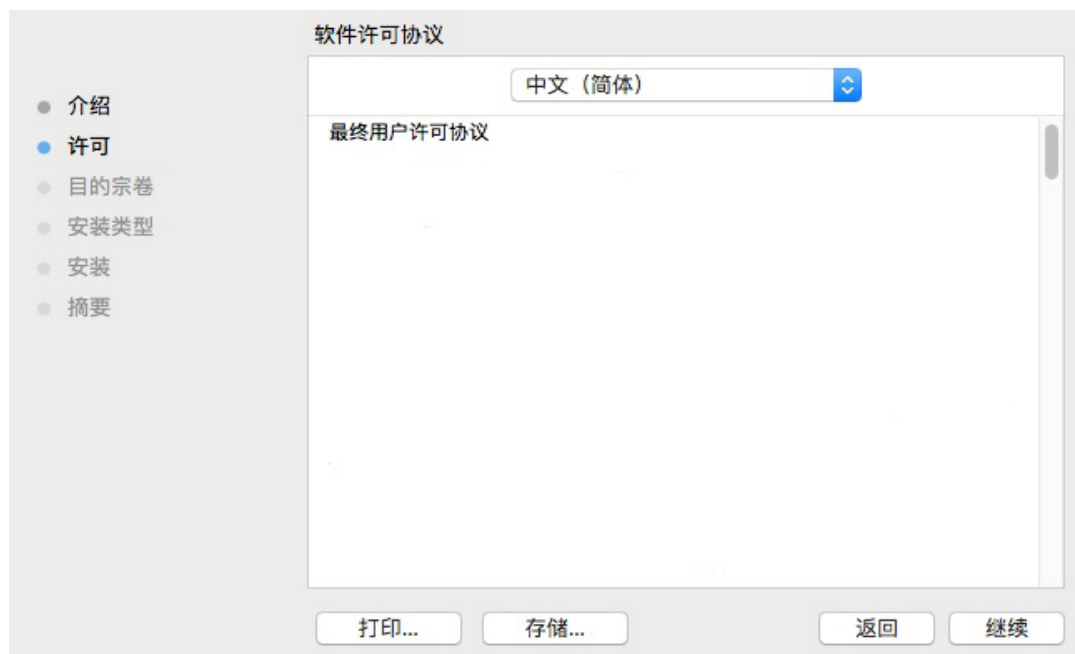 软件许可协议
中文（简体）
介绍
许可
目的宗卷
安装类型
安装
摘要
最终用户许可协议
打印...
存储...
返回
继续